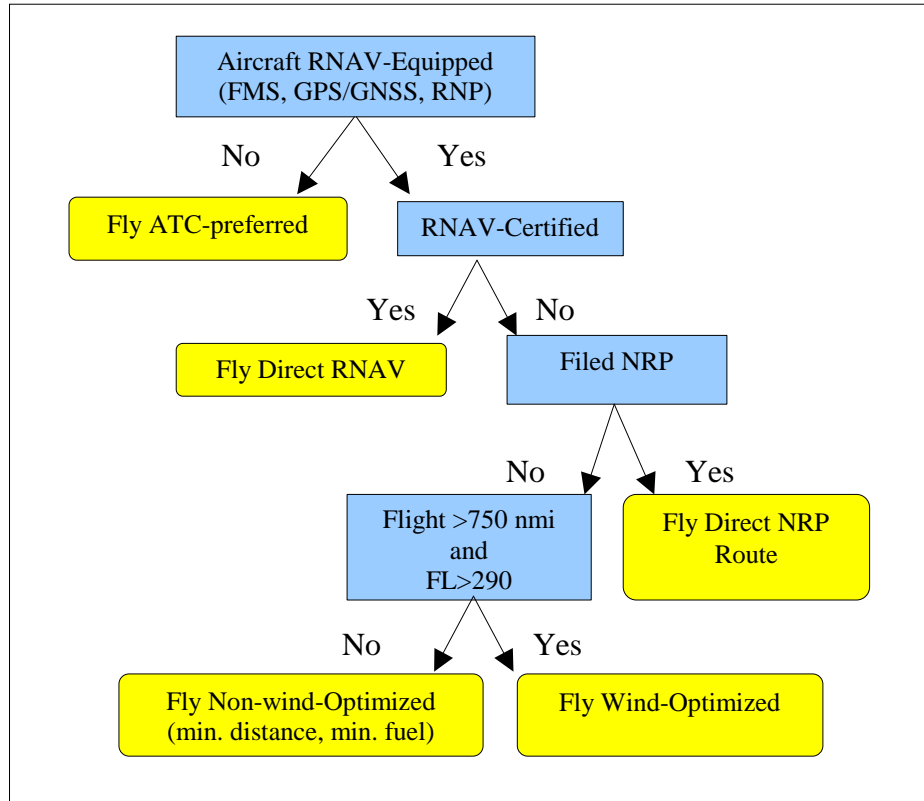 Aircraft RNAV-Equipped
(FMS, GPS/GNSS, RNP)
No
Yes
Fly ATC-preferred
RNAV-Certified
Yes
No
Fly Direct RNAV
Filed NRP
No
Yes
Flight >750 nmi
and
FL>290
Fly Direct NRP
Route
No
Yes
Fly Non-wind-Optimized
(min. distance, min. fuel)
Fly Wind-Optimized